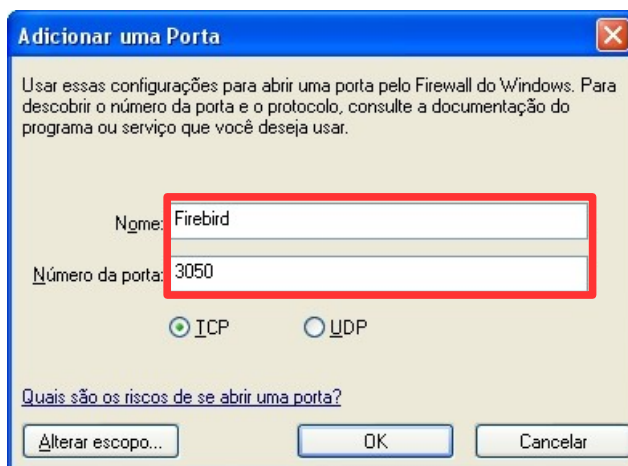 Adicionar uma Porta
Usar essas configurações para abrir uma porta pelo Firewall do Windows. Para
descobrir o número da porta e o protocolo, consulte a documentação do
programa ou serviço que você deseja usar.
Nome: Firebird
Número da porta: 3050
TCP UDP
Quais são os riscos de se abrir uma porta?
Alterar escopo... OK Cancelar